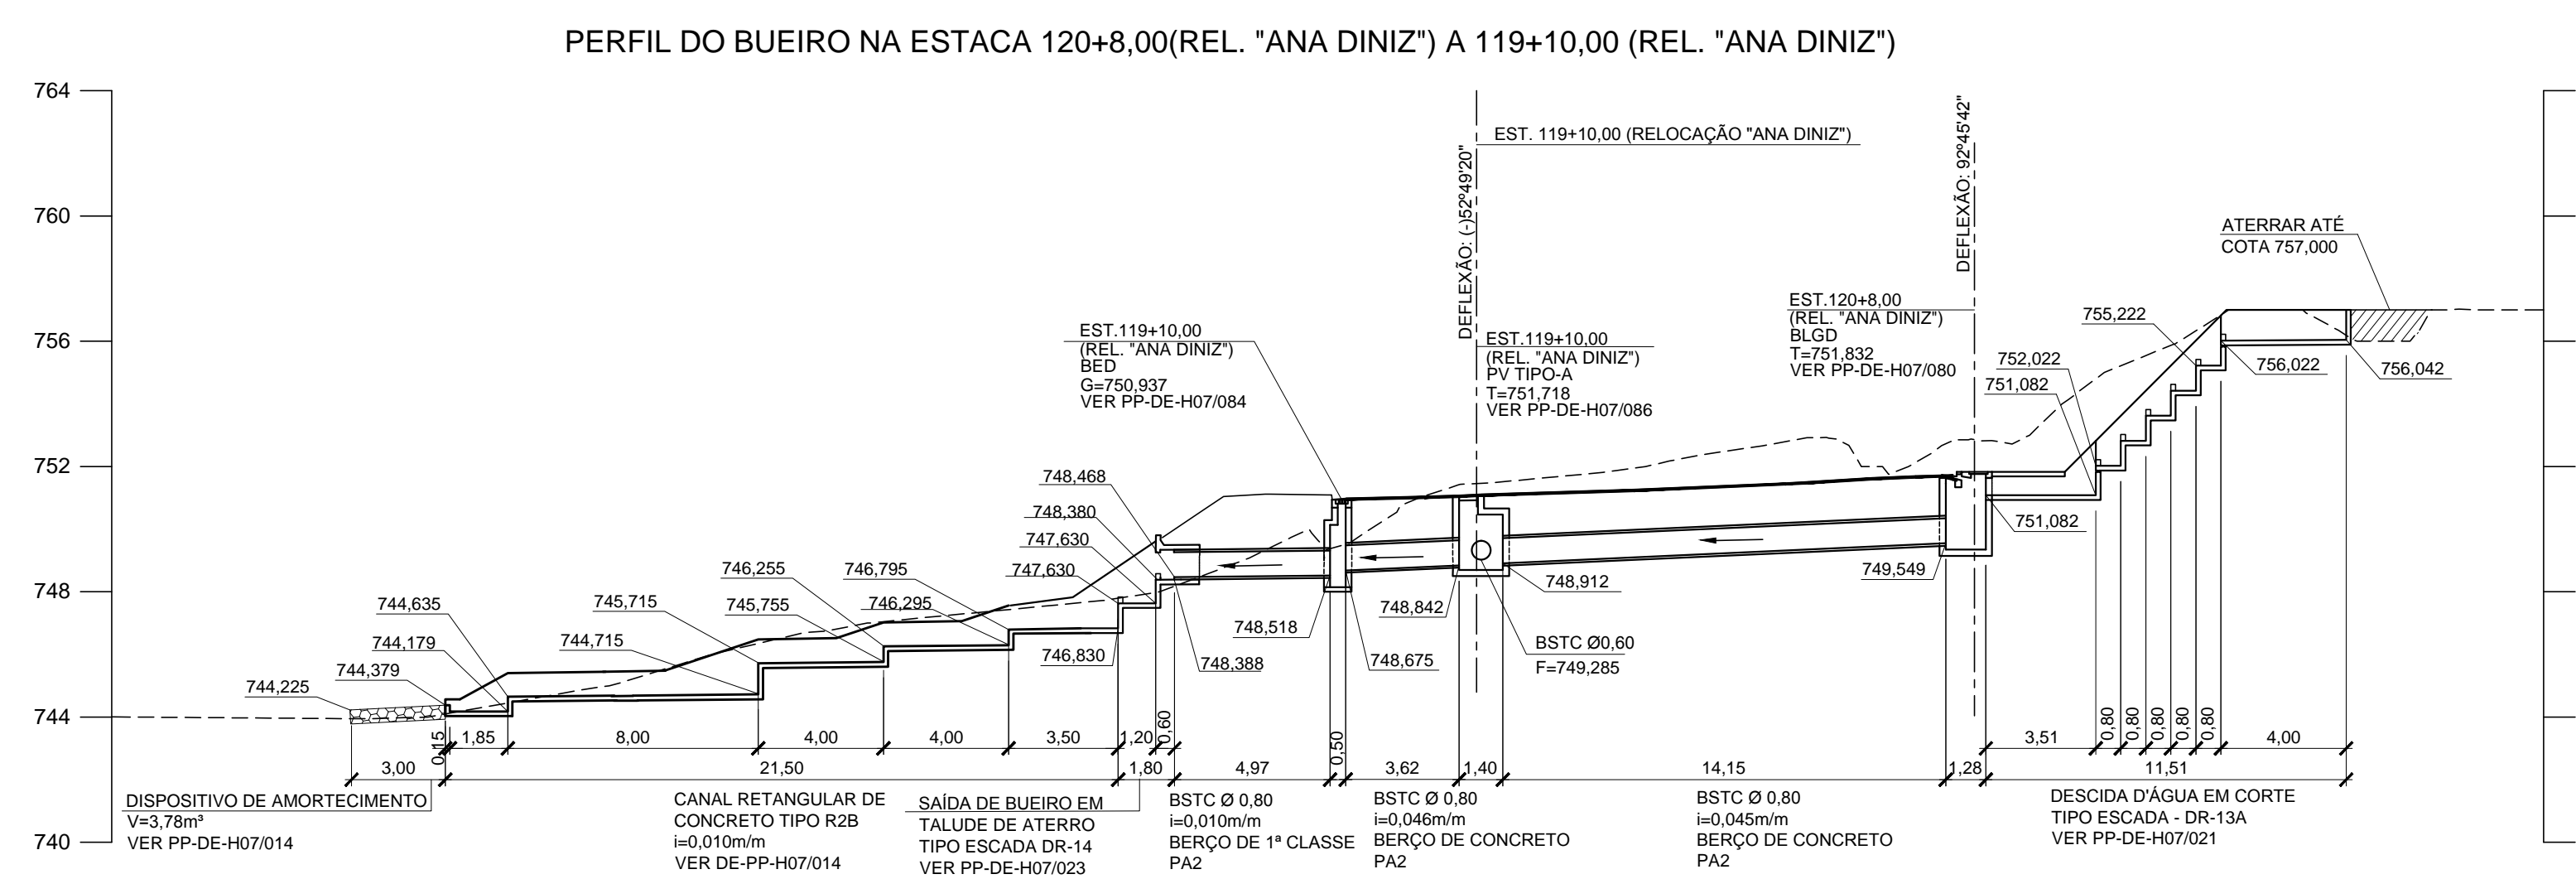 PERFIL DO BUEIRO NA ESTACA 120+8,00(REL. "ANA DINIZ") A 119+10,00 (REL. "ANA DINIZ")
764
760
756
752
748
744
740
EST. 119+10,00 (RELOCAÇÃO "ANA DINIZ")
DEFLEXÃO: (-)52º49'20"
DEFLEXÃO: 92º45'42"
ATERRAR ATÉ
COTA 757,000
EST.119+10,00
(REL. "ANA DINIZ")
BED
G=750,937
VER PP-DE-H07/084
EST.119+10,00
(REL. "ANA DINIZ")
PV TIPO-A
T=751,718
VER PP-DE-H07/086
EST.120+8,00
(REL. "ANA DINIZ")
BLGD
T=751,832
VER PP-DE-H07/080
755,222
752,022
751,082
756,022
756,042
751,082
749,549
748,912
748,842
BSTC Ø0,60
F=749,285
748,675
748,518
748,388
748,468
748,380
747,630
747,630
746,830
746,795
746,295
746,255
745,755
745,715
744,715
744,635
744,179
744,379
744,225
0,15
1,85
8,00
4,00
4,00
3,50
1,20
0,60
0,50
3,51
0,80
0,80
0,80
0,80
0,80
4,00
3,00
21,50
1,80
4,97
3,62
1,40
14,15
1,28
11,51
DISPOSITIVO DE AMORTECIMENTO
V=3,78m³
VER PP-DE-H07/014
CANAL RETANGULAR DE
CONCRETO TIPO R2B
i=0,010m/m
VER DE-PP-H07/014
SAÍDA DE BUEIRO EM
TALUDE DE ATERRO
TIPO ESCADA DR-14
VER PP-DE-H07/023
BSTC Ø 0,80
i=0,010m/m
BERÇO DE 1ª CLASSE
PA2
BSTC Ø 0,80
i=0,046m/m
BERÇO DE CONCRETO
PA2
BSTC Ø 0,80
i=0,045m/m
BERÇO DE CONCRETO
PA2
DESCIDA D'ÁGUA EM CORTE
TIPO ESCADA - DR-13A
VER PP-DE-H07/021